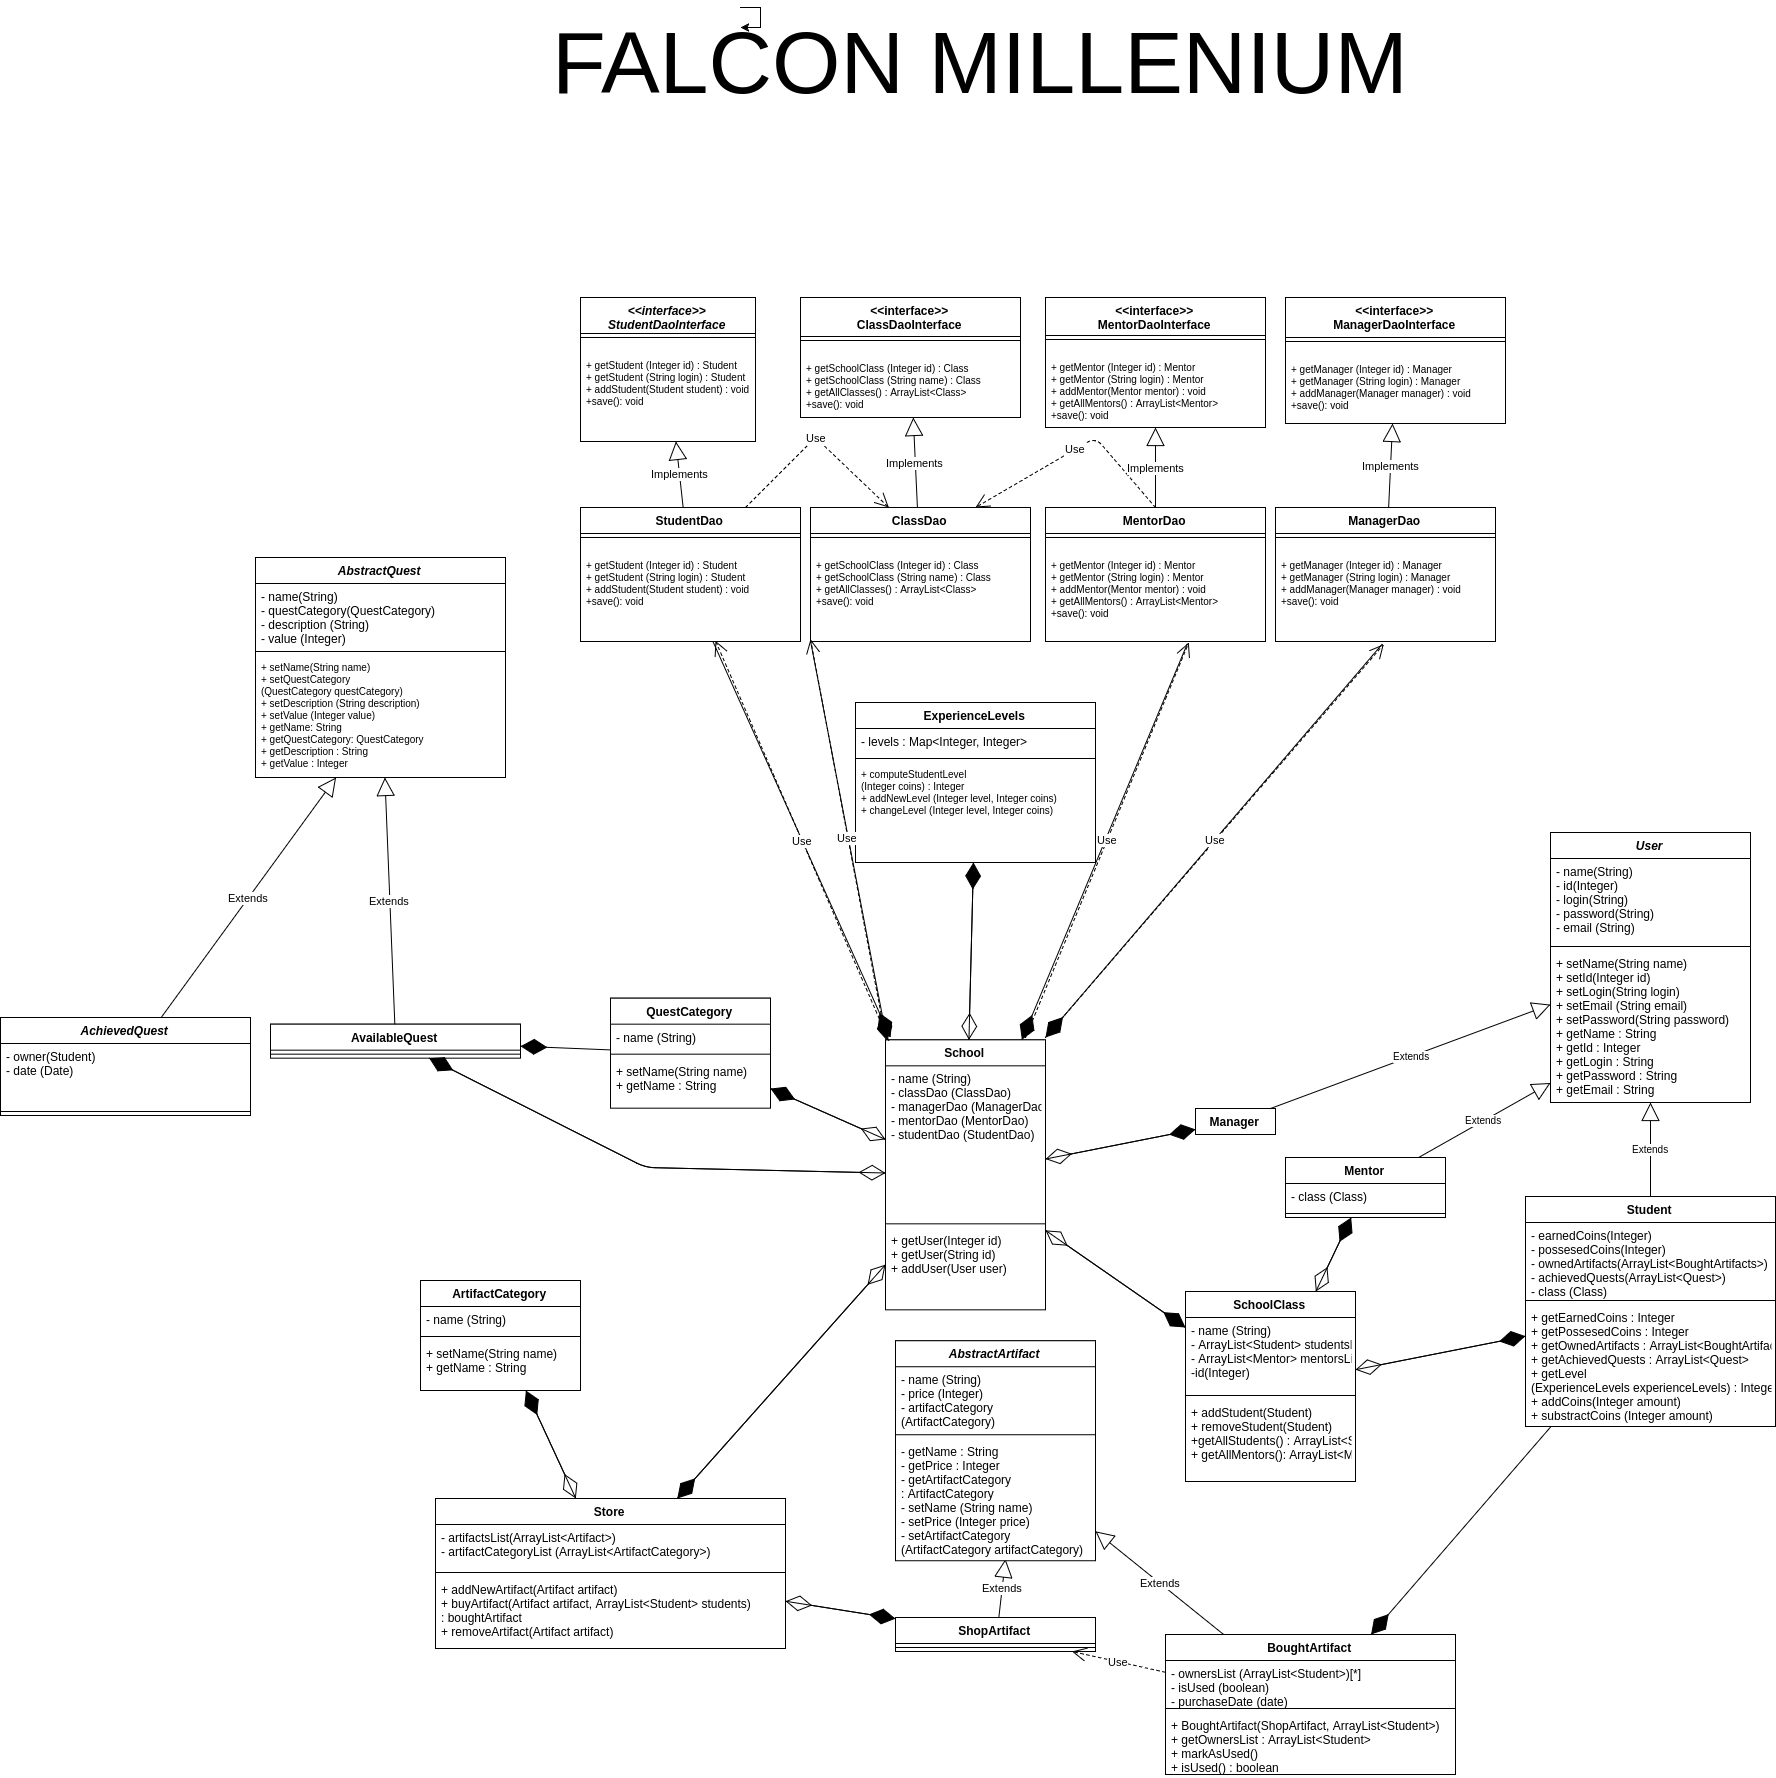 FALCON MILLENIUM
<<interface>>
StudentDaoInterface
+ getStudent (Integer id) : Student
+ getStudent (String login) : Student
+ addStudent(Student student) : void
+save(): void
<<interface>>
ClassDaoInterface
+ getSchoolClass (Integer id) : Class
+ getSchoolClass (String name) : Class
+ getAllClasses() : ArrayList<Class>
+save(): void
<<interface>>
MentorDaoInterface
+ getMentor (Integer id) : Mentor
+ getMentor (String login) : Mentor
+ addMentor(Mentor mentor) : void
+ getAllMentors() : ArrayList<Mentor>
+save(): void
<<interface>>
ManagerDaoInterface
+ getManager (Integer id) : Manager
+ getManager (String login) : Manager
+ addManager(Manager manager) : void
+save(): void
Implements
Use
Implements
Use
Implements
Implements
StudentDao
+ getStudent (Integer id) : Student
+ getStudent (String login) : Student
+ addStudent(Student student) : void
+save(): void
ClassDao
+ getSchoolClass (Integer id) : Class
+ getSchoolClass (String name) : Class
+ getAllClasses() : ArrayList<Class>
+save(): void
MentorDao
+ getMentor (Integer id) : Mentor
+ getMentor (String login) : Mentor
+ addMentor(Mentor mentor) : void
+ getAllMentors() : ArrayList<Mentor>
+save(): void
ManagerDao
+ getManager (Integer id) : Manager
+ getManager (String login) : Manager
+ addManager(Manager manager) : void
+save(): void
AbstractQuest
- name(String)
- questCategory(QuestCategory)
- description (String)
- value (Integer)
+ setName(String name)
+ setQuestCategory
(QuestCategory questCategory)
+ setDescription (String description)
+ setValue (Integer value)
+ getName: String
+ getQuestCategory: QuestCategory
+ getDescription : String
+ getValue : Integer
ExperienceLevels
- levels : Map<Integer, Integer>
+ computeStudentLevel
(Integer coins) : Integer
+ addNewLevel (Integer level, Integer coins)
+ changeLevel (Integer level, Integer coins)
Use
Use
Use
Use
Extends
Extends
User
- name(String)
- id(Integer)
- login(String)
- password(String)
- email (String)
+ setName(String name)
+ setId(Integer id)
+ setLogin(String login)
+ setEmail (String email)
+ setPassword(String password)
+ getName : String
+ getId : Integer
+ getLogin : String
+ getPassword : String
+ getEmail : String
AchievedQuest
- owner(Student)
- date (Date)
AvailableQuest
QuestCategory
- name (String)
+ setName(String name)
+ getName : String
School
- name (String)
- classDao (ClassDao)
- managerDao (ManagerDao
- mentorDao (MentorDao)
- studentDao (StudentDao)
+ getUser(Integer id)
+ getUser(String id)
+ addUser(User user)
Extends
Manager
Extends
Extends
Mentor
- class (Class)
Student
- earnedCoins(Integer)
- possesedCoins(Integer)
- ownedArtifacts(ArrayList<BoughtArtifacts>)
- achievedQuests(ArrayList<Quest>)
- class (Class)
+ getEarnedCoins : Integer
+ getPossesedCoins : Integer
+ getOwnedArtifacts : ArrayList<BoughtArtifac
+ getAchievedQuests : ArrayList<Quest>
+ getLevel
(ExperienceLevels experienceLevels) : Intege
+ addCoins(Integer amount)
+ substractCoins (Integer amount)
SchoolClass
- name (String)
- ArrayList<Student> studentsl
- ArrayList<Mentor> mentorsLi
-id(Integer)
+ addStudent(Student)
+ removeStudent(Student)
+getAllStudents() : ArrayList<S
+ getAllMentors(): ArrayList<M
ArtifactCategory
- name (String)
+ setName(String name)
+ getName : String
AbstractArtifact
- name (String)
- price (Integer)
- artifactCategory
(ArtifactCategory)
- getName : String
- getPrice : Integer
- getArtifactCategory
: ArtifactCategory
- setName (String name)
- setPrice (Integer price)
- setArtifactCategory
(ArtifactCategory artifactCategory)
Store
- artifactsList(ArrayList<Artifact>)
- artifactCategoryList (ArrayList<ArtifactCategory>)
+ addNewArtifact(Artifact artifact)
+ buyArtifact(Artifact artifact, ArrayList<Student> students)
: boughtArtifact
+ removeArtifact(Artifact artifact)
Extends
Extends
ShopArtifact
Use
BoughtArtifact
- ownersList (ArrayList<Student>)[*]
- isUsed (boolean)
- purchaseDate (date)
+ BoughtArtifact(ShopArtifact, ArrayList<Student>)
+ getOwnersList : ArrayList<Student>
+ markAsUsed()
+ isUsed() : boolean